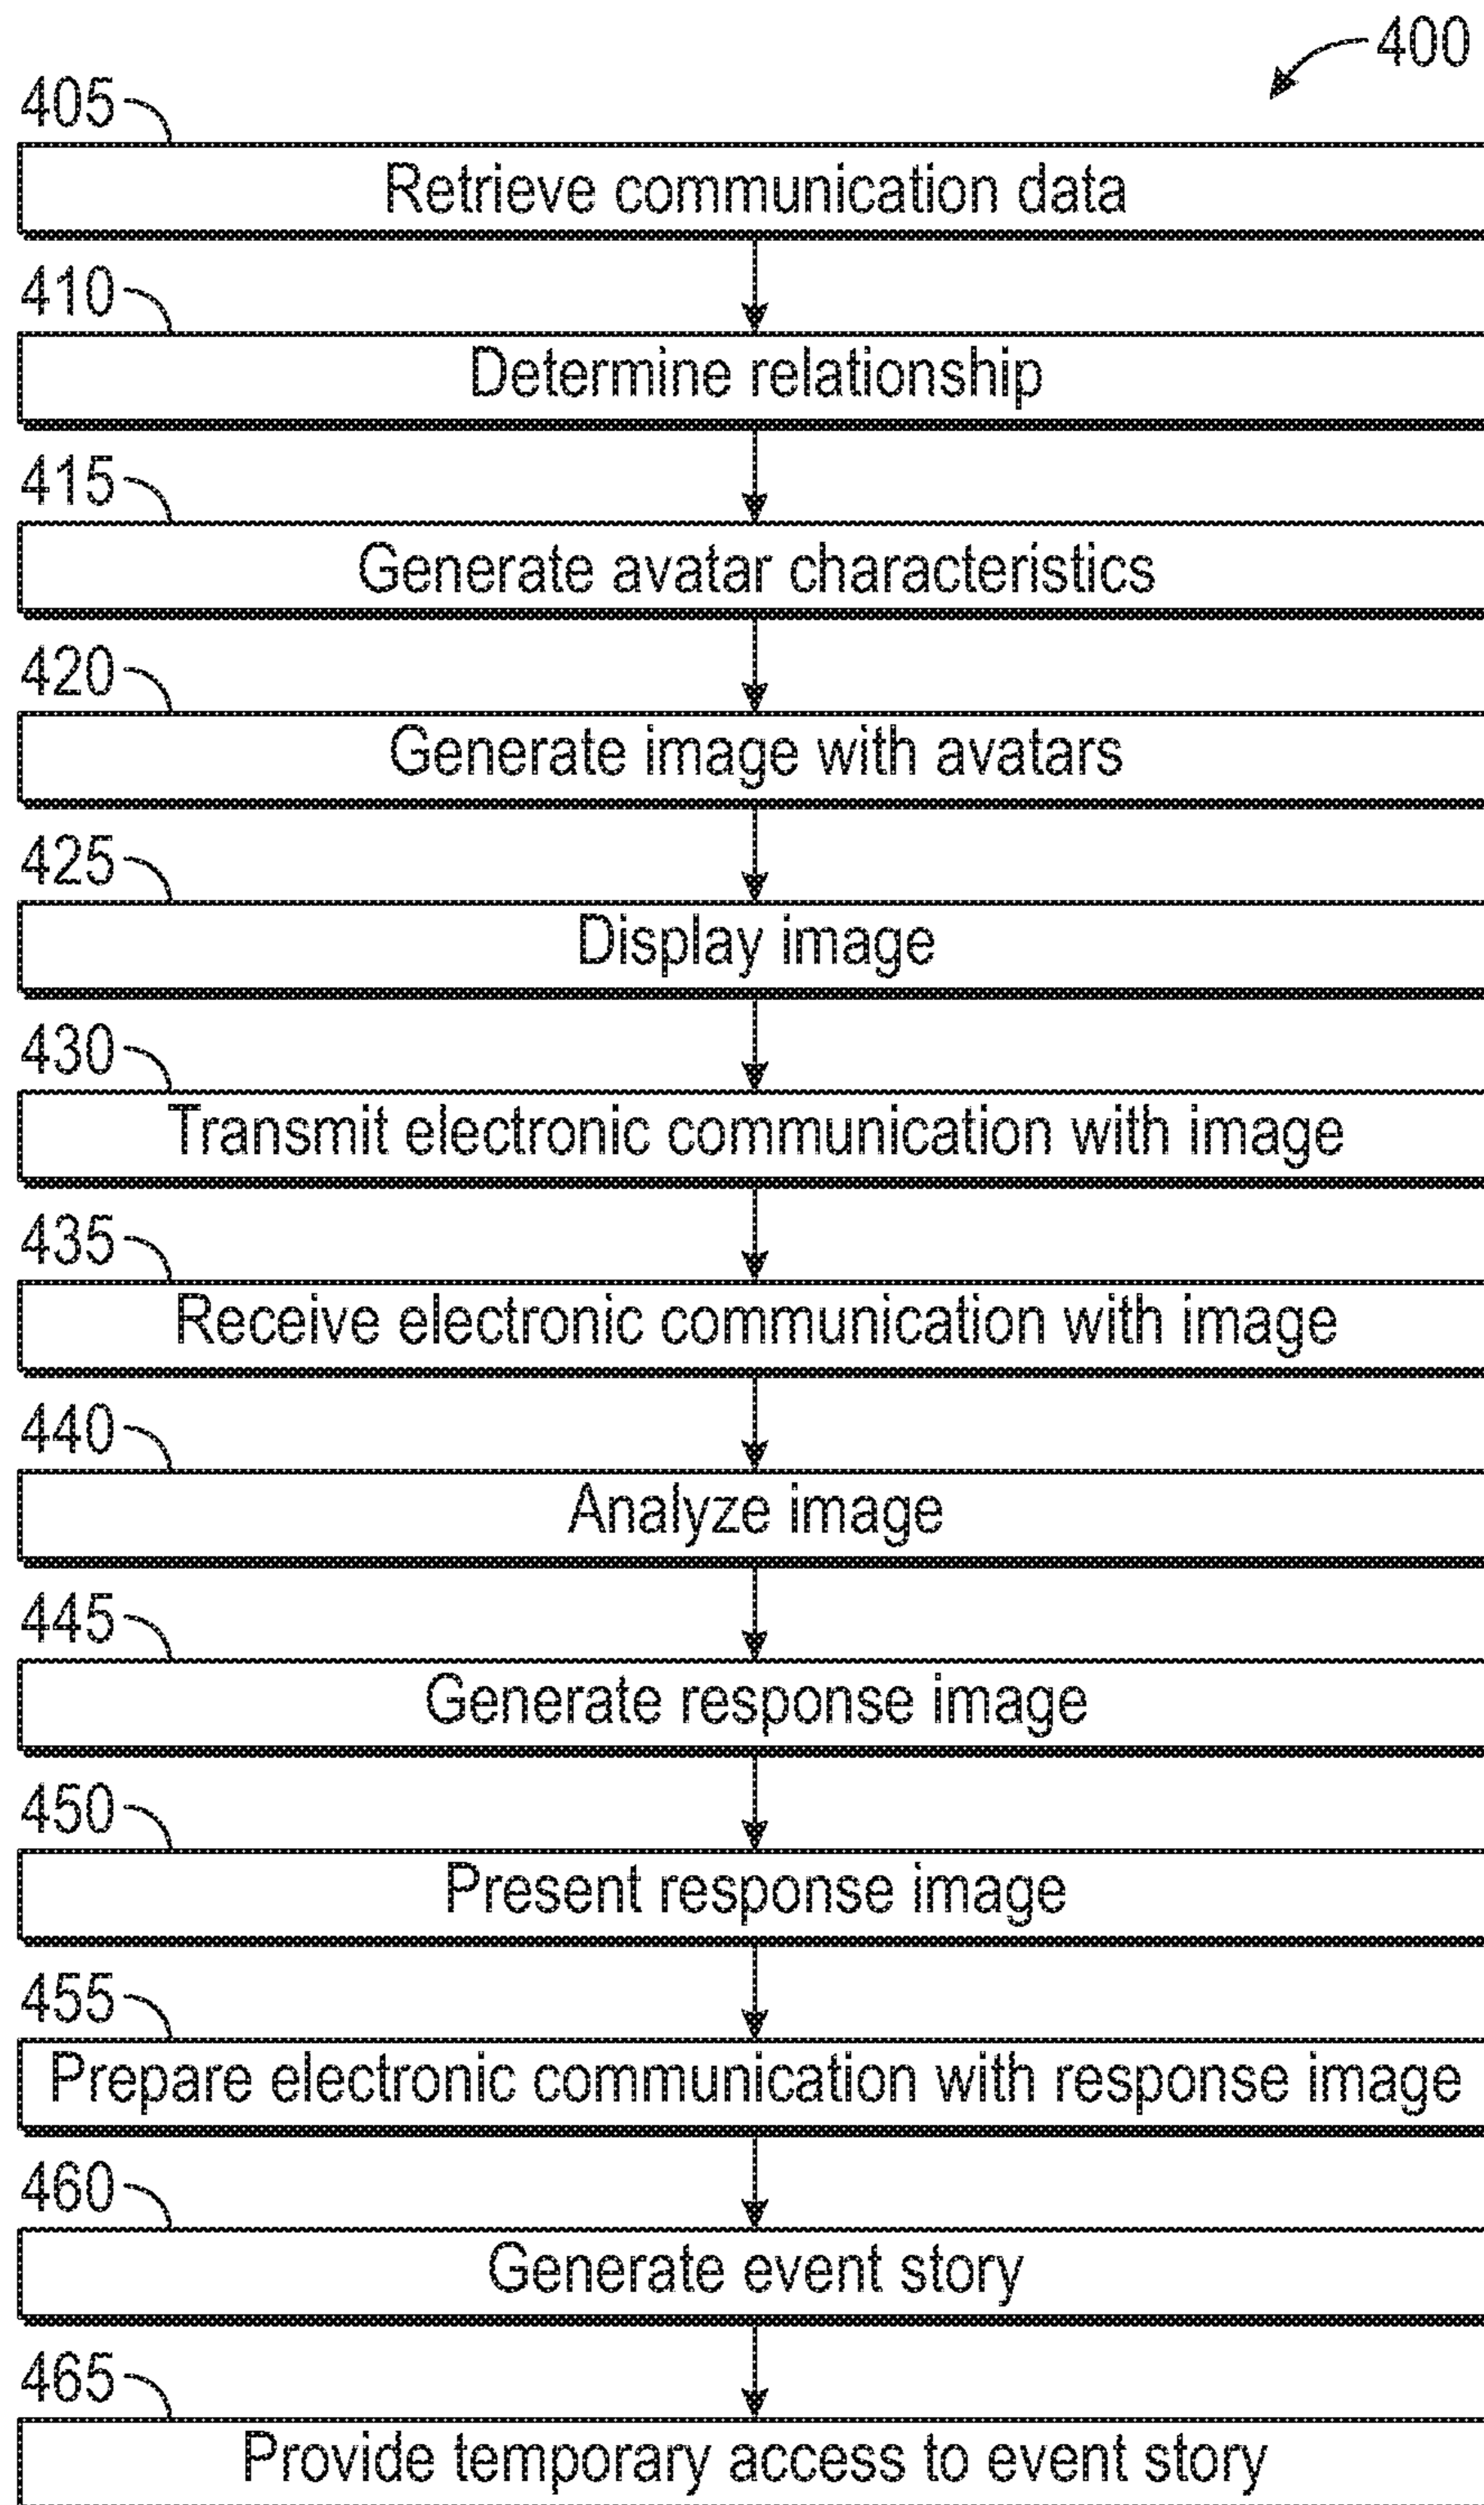 400
405
Retrieve communication data
410
Determine relationship
415
Generate avatar characteristics
420
Generate image with avatars
425
Display image
430
Transmit electronic communication with image
435
Receive electronic communication with image
440
Analyze image
445
Generate response image
450
Present response image
455
Prepare electronic communication with response image
460
Generate event story
465
Provide temporary access to event story